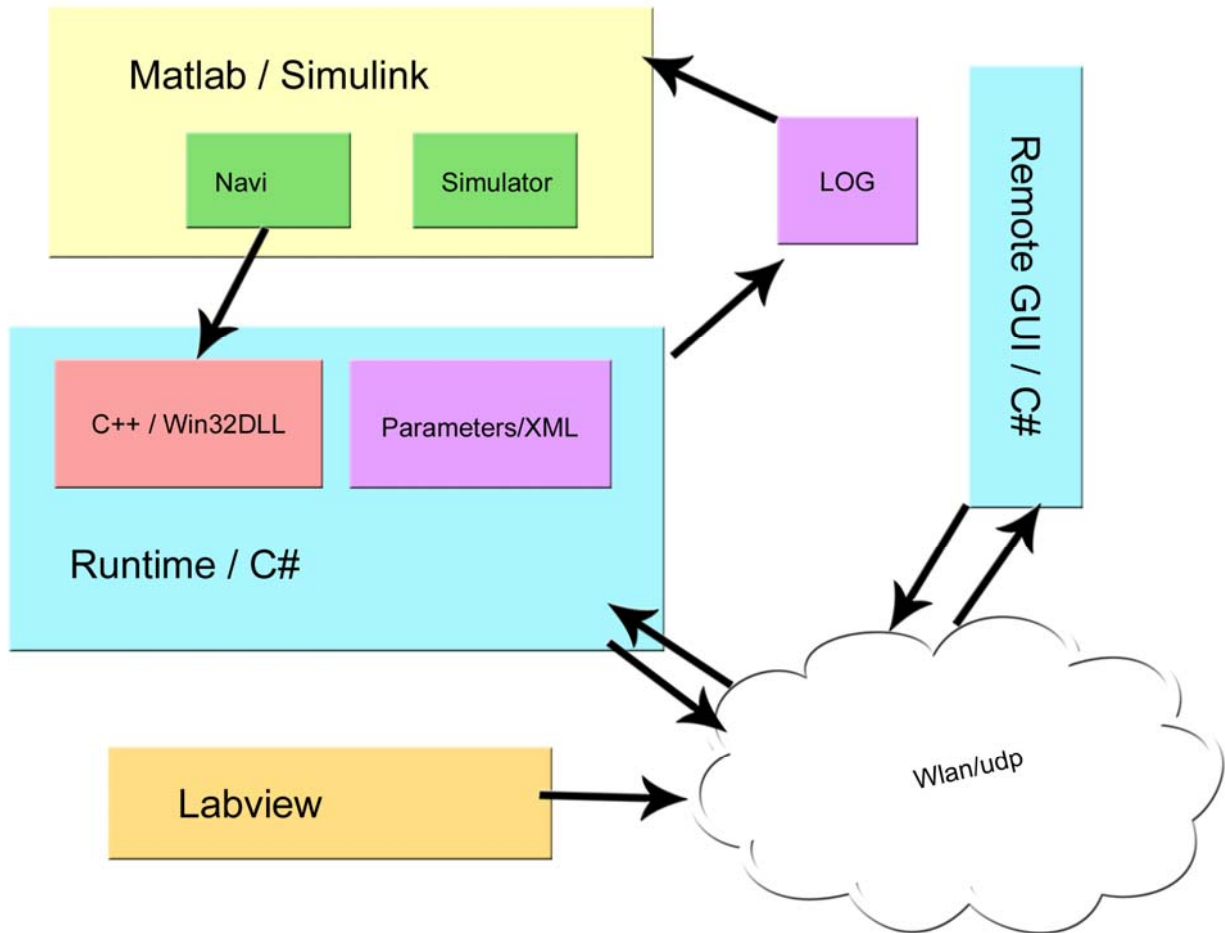 Matlab / Simulink
Navi
Simulator
LOG
Remote GUI / C#
C++ / Win32DLL
Parameters/XML
Runtime / C#
Wlan/udp
Labview